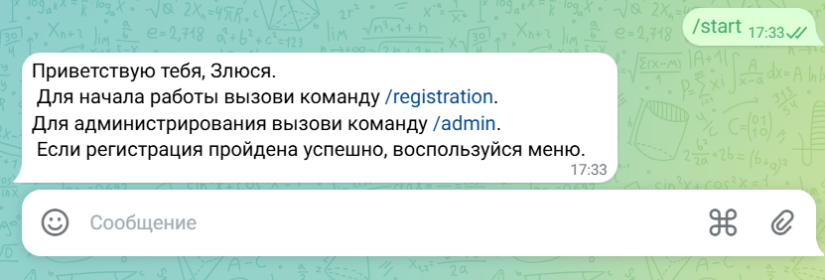 /start 17:33
Приветствую тебя, Злюся.
Для начала работы вызови команду /registration.
Для администрирования вызови команду /admin.
Если регистрация пройдена успешно, воспользуйся меню.
17:33
Сообщение